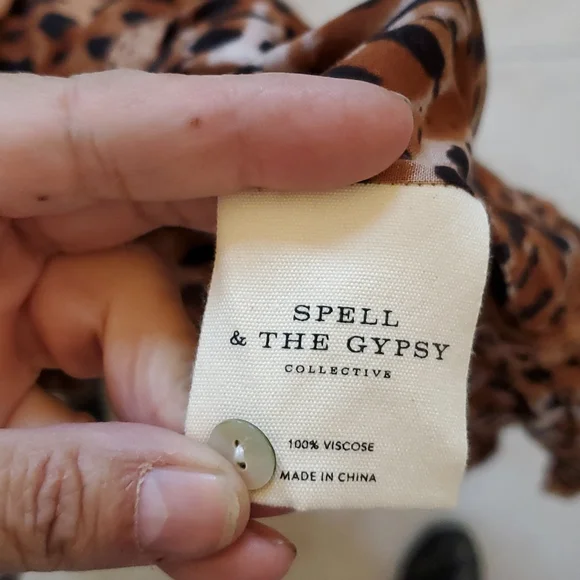 SPELL
& THE GYPSY
COLLECTIVE
100% VISCOSE
MADE IN CHINA